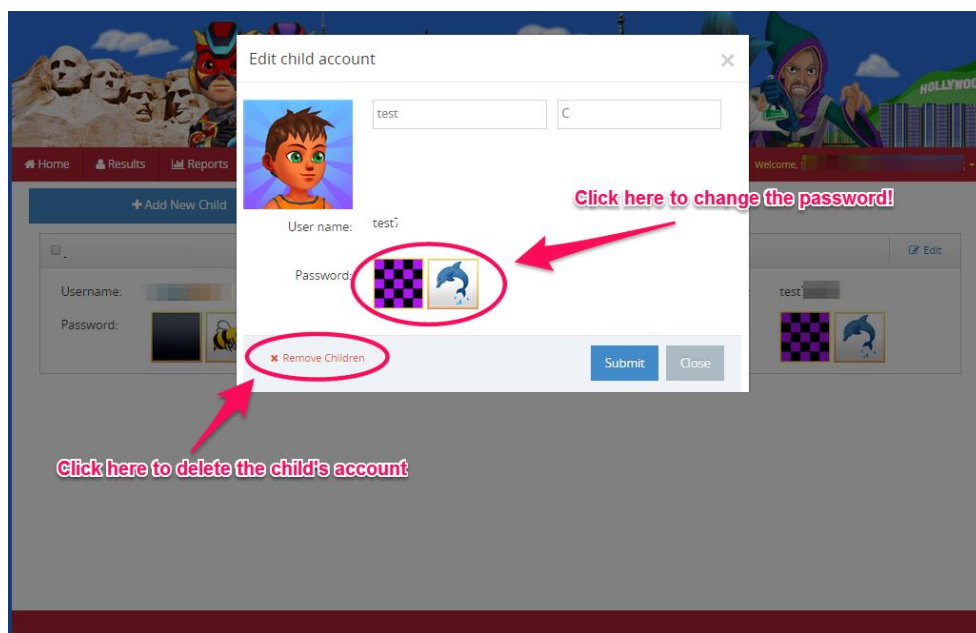 Edit child account
×
HOLLYWOO
Home Results Reports
Welcome,
test C
Add New Child
Click here to change the password!
User name: test
Edit
Password:
Username:
test
Password:
Remove Children
Submit Close
Click here to delete the child's account